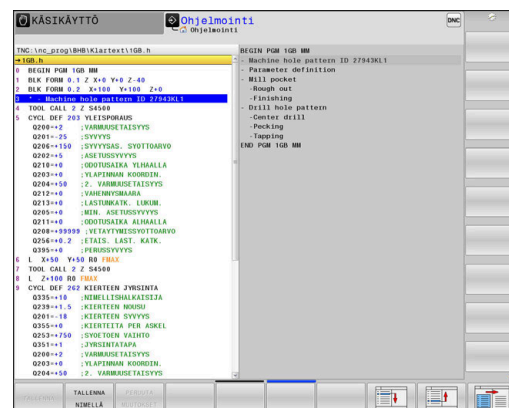 KÄSIKÄYTTÖ
Ohjelmointi
Ohjelmointi
DNC
TNC:\nc_prog\BHB\Klartext\1GB.h
→1GB.h
0 BEGIN PGM 1GB MM
1 BLK FORM 0.1 Z X+0 Y+0 Z-40
2 BLK FORM 0.2 X+100 Y+100 Z+0
3 * - Machine hole pattern ID 27943KL1
4 TOOL CALL 2 Z S4500
5 CYCL DEF 203 YLEISPORAUS
Q200=+2 ;VARMUUSETAISYYS
Q201=-25 ;SYVYYS
Q206=+150 ;SYVYYSAS. SYOTTOARVO
Q202=+5 ;ASETUSSYVYYS
Q210=+0 ;ODOTUSAIKA YLHAALLA
Q203=+0 ;YLAPINNAN KOORDIN.
Q204=+50 ;2. VARMUUSETAISYYS
Q212=+0 ;VAHENNYSMAARA
Q213=+0 ;LASTUNKATK. LUKUM.
Q205=+0 ;MIN. ASETUSSYVYYS
Q211=+0 ;ODOTUSAIKA ALHAALLA
Q208=+99999 ;VETAYTYMISSYOTTOARVO
Q256=+0.2 ;ETAIS. LAST. KATK.
Q395=+0 ;PERUSSYVYYS
6 L X+50 Y+50 R0 FMAX
7 TOOL CALL 2 Z S4500
8 L Z+100 R0 FMAX
9 CYCL DEF 262 KIERTEEN JYRSINTA
Q335=+10 ;NIMELLISHALKAISIJA
Q239=+1.5 ;KIERTEEN NOUSU
Q201=-18 ;KIERTEEN SYVYYS
Q355=+0 ;KIERTEITA PER ASKEL
Q253=+750 ;SYOETOEN VAIHTO
Q351=+1 ;JYRSINTATAPA
Q200=+2 ;VARMUUSETAISYYS
Q203=+0 ;YLAPINNAN KOORDIN.
Q204=+50 ;2. VARMUUSETAISYYS
BEGIN PGM 1GB MM
- Machine hole pattern ID 27943KL1
- Parameter definition
- Mill pocket
-Rough out
-Finishing
- Drill hole pattern
-Center drill
-Pecking
-Tapping
END PGM 1GB MM
TALLENNA
TALLENNA
NIMELLÄ